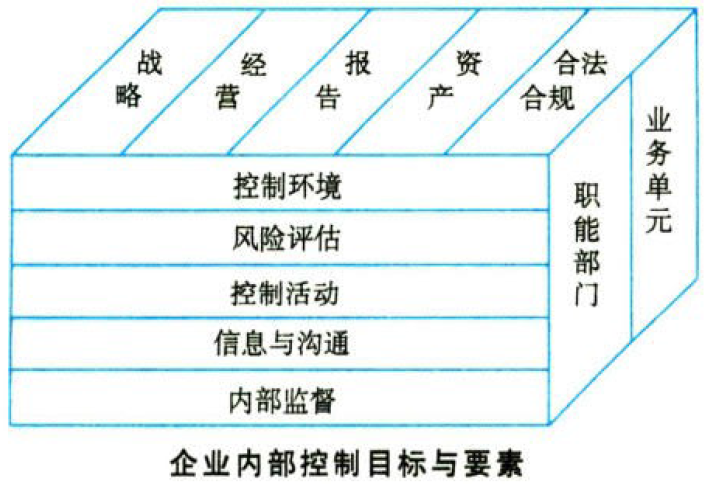 战略
经营
报告
资产
合法合规
控制环境
风险评估
控制活动
信息与沟通
内部监督
职能部门
业务单元
企业内部控制目标与要素